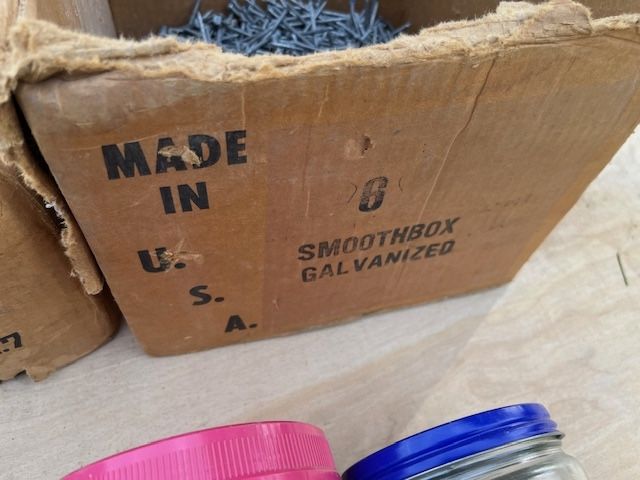 MADE
IN
U.
S.
A.
6
SMOOTHBOX
GALVANIZED